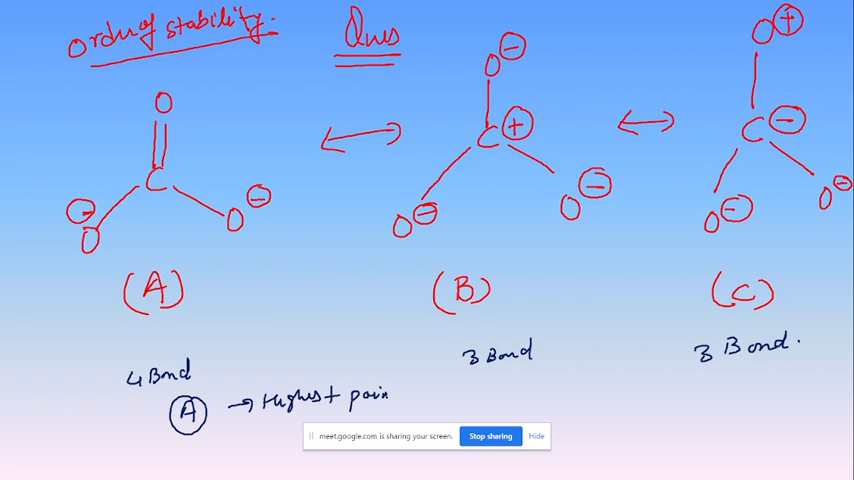 Order of stability.
Ques
O
C
⊖
O
O ⊖
↔
O ⊖
C ⊕
O ⊖
O ⊖
↔
O ⊕
C ⊖
O ⊖
O ⊖
(A)
(B)
(C)
4 Bond
3 Bond
3 Bond.
A → Highest pair
meet.google.com is sharing your screen. Stop sharing Hide